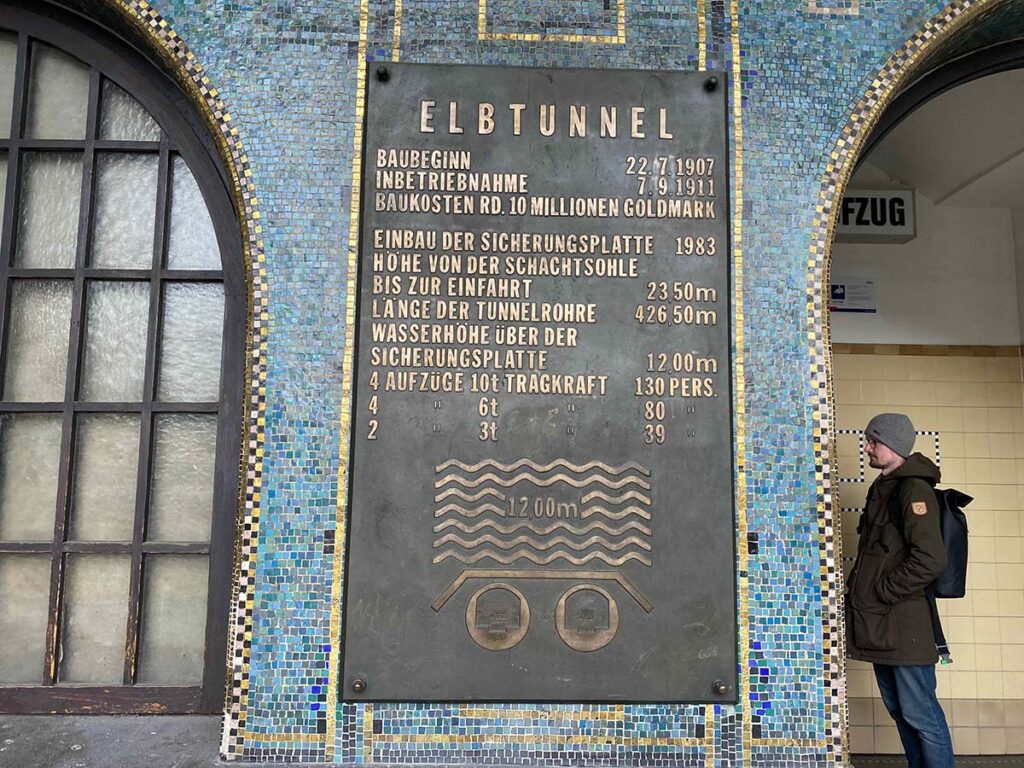 ELBTUNNEL
BAUBEGINN 22.7.1907
INBETRIEBNAHME 7.9.1911
BAUKOSTEN RD. 10 MILLIONEN GOLDMARK
EINBAU DER SICHERUNGSPLATTE 1983
HÖHE VON DER SCHACHTSOHLE
BIS ZUR EINFAHRT 23,50m
LÄNGE DER TUNNELROHRE 426,50m
WASSERHÖHE ÜBER DER
SICHERUNGSPLATTE 12,00m
4 AUFZÜGE 10t TRAGKRAFT 130 PERS.
4 " 6t " 80 "
2 " 3t " 39 "
12,00m
FZUG